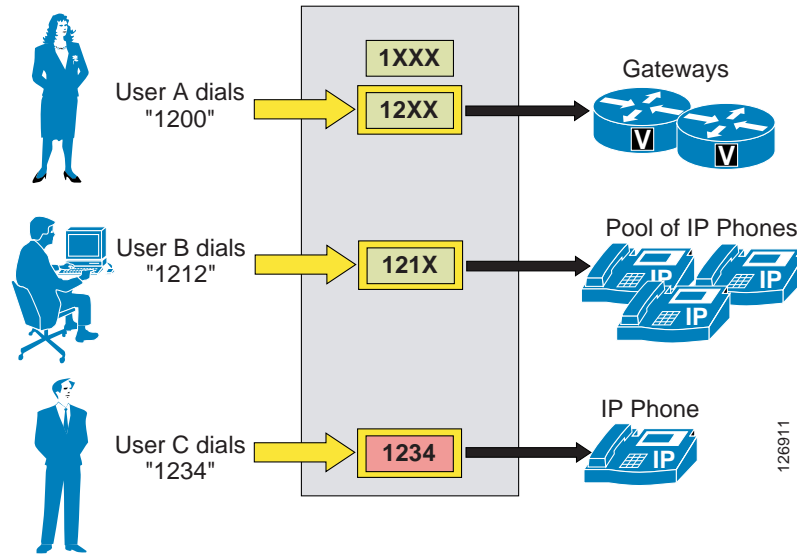 1XXX
User A dials
"1200"
12XX
Gateways
V
V
User B dials
"1212"
121X
Pool of IP Phones
IP
IP
IP
User C dials
"1234"
1234
IP Phone
IP
126911